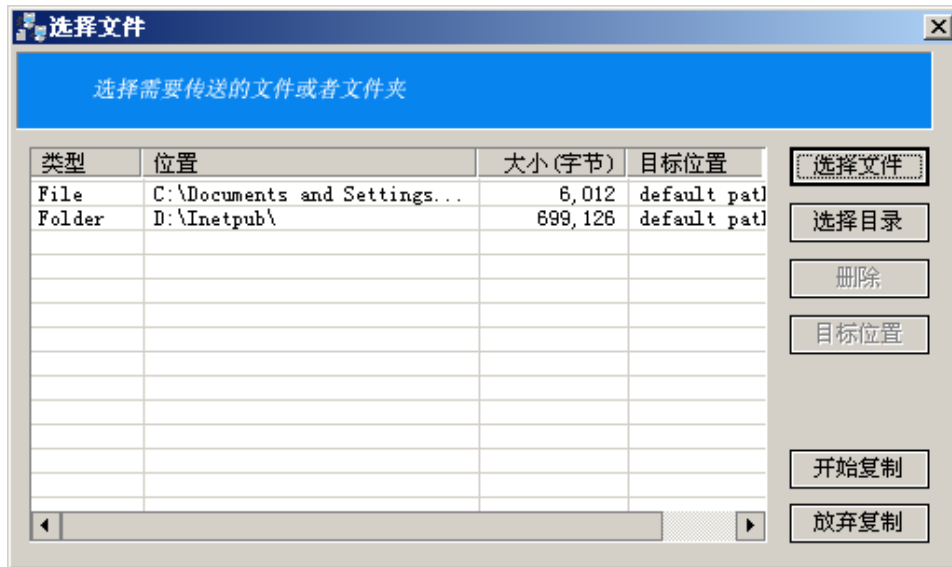 选择文件
选择需要传送的文件或者文件夹
类型 位置 大小(字节) 目标位置
File C:\Documents and Settings... 6,012 default patl
Folder D:\Inetpub\ 699,126 default patl
选择文件
选择目录
删除
目标位置
开始复制
放弃复制